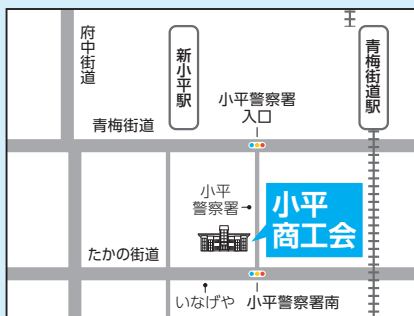 府中街道
新小平駅
青梅街道駅
小平警察署
入口
青梅街道
小平
警察署
小平
商工会
たかの街道
いなげや
小平警察署南